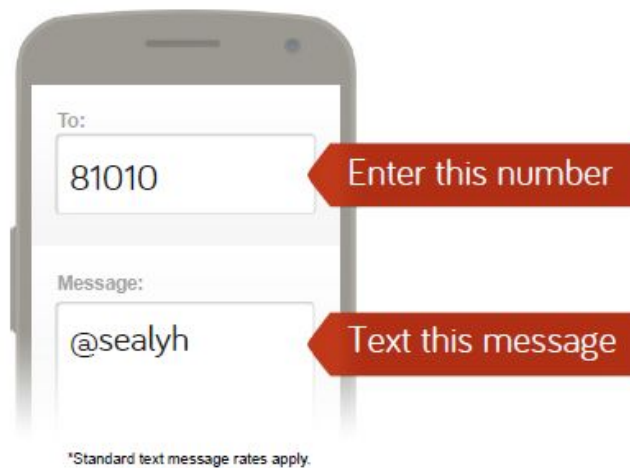 To:
81010
Enter this number
Message:
@sealyh
Text this message
*Standard text message rates apply.